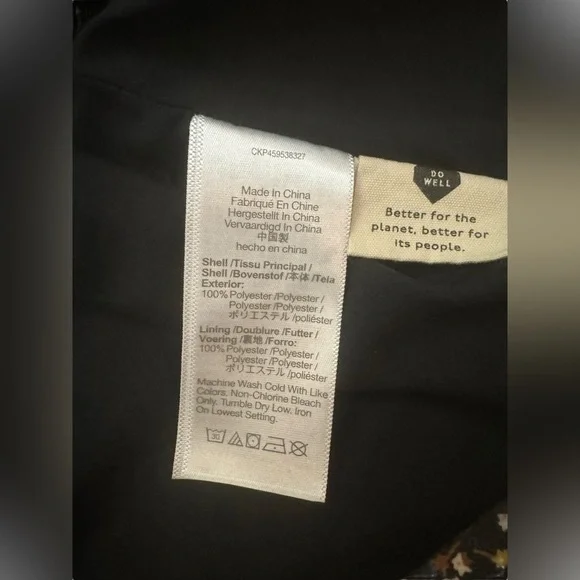 CKP459538327
Made In China
Fabriqué En Chine
Hergestellt In China
Vervaardigd In China
中国製
hecho en china
Shell /Tissu Principal /
Shell /Bovenstof /本体 /Tela
Exterior:
100% Polyester /Polyester /
Polyester /Polyester /
ポリエステル /poliéster
Lining /Doublure /Futter /
Voering /裏地 /Forro:
100% Polyester /Polyester /
Polyester /Polyester /
ポリエステル /poliéster
Machine Wash Cold With Like
Colors. Non-Chlorine Bleach
Only. Tumble Dry Low. Iron
On Lowest Setting.
30
DO
WELL
Better for the
planet, better for
its people.